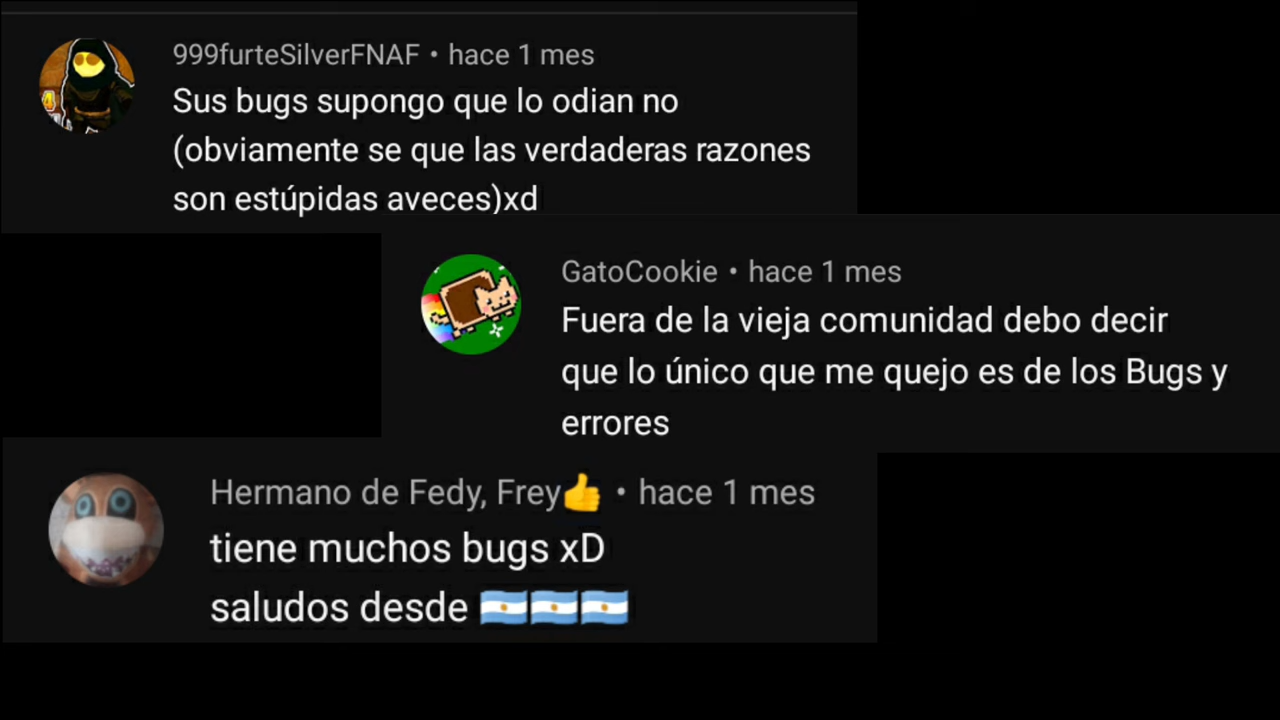 999furteSilverFNAF • hace 1 mes
Sus bugs supongo que lo odian no
(obviamente se que las verdaderas razones
son estúpidas aveces)xd
GatoCookie • hace 1 mes
Fuera de la vieja comunidad debo decir
que lo único que me quejo es de los Bugs y
errores
Hermano de Fedy, Frey👍 • hace 1 mes
tiene muchos bugs xD
saludos desde 🇦🇷🇦🇷🇦🇷